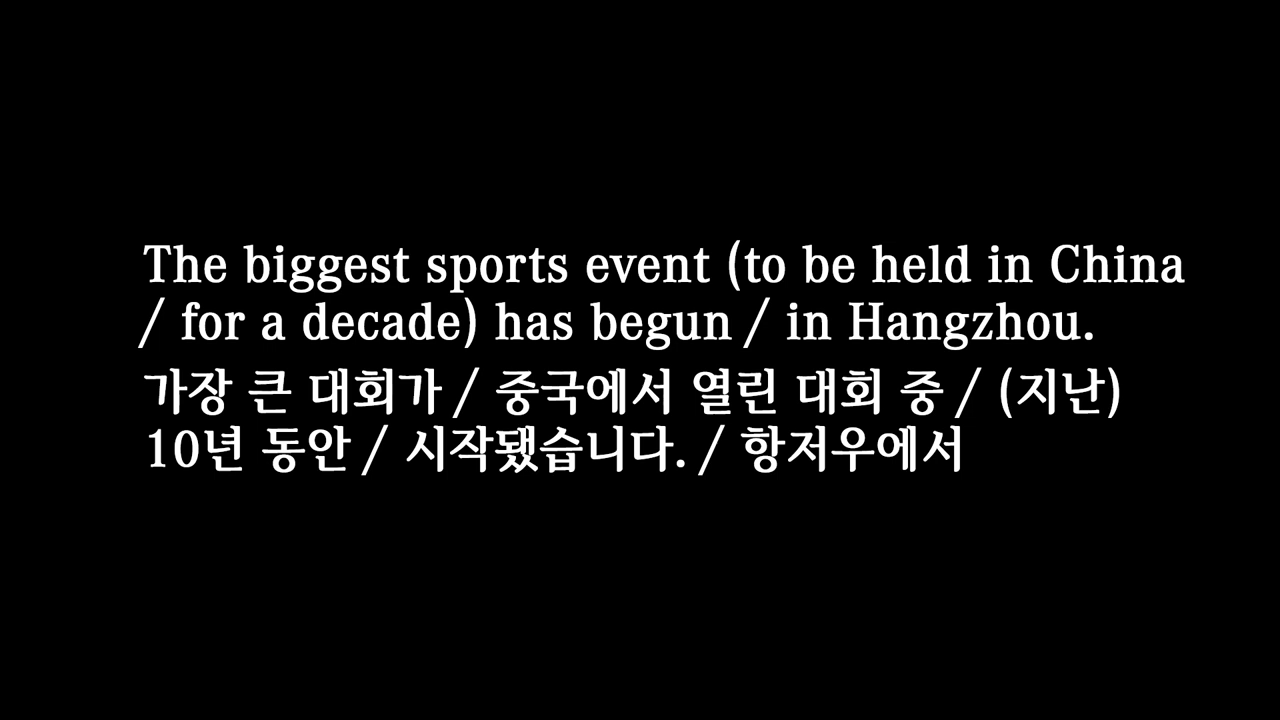 The biggest sports event (to be held in China
/ for a decade) has begun / in Hangzhou.
가장 큰 대회가 / 중국에서 열린 대회 중 / (지난)
10년 동안 / 시작됐습니다. / 항저우에서